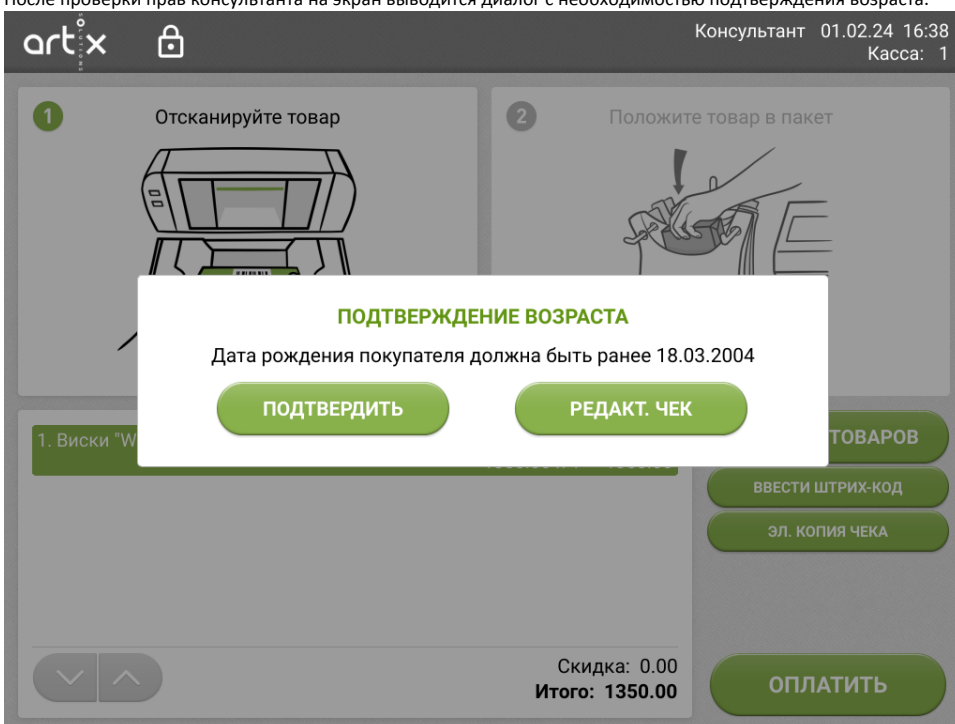 После проверки прав консультанта на экран выводится диалог с необходимостью подтверждения возраста.
artix
SOLUTIONS
Консультант 01.02.24 16:38
Касса: 1
1 Отсканируйте товар
2 Положите товар в пакет
ПОДТВЕРЖДЕНИЕ ВОЗРАСТА
Дата рождения покупателя должна быть ранее 18.03.2004
ПОДТВЕРДИТЬ
РЕДАКТ. ЧЕК
1. Виски "W
ТОВАРОВ
ВВЕСТИ ШТРИХ-КОД
ЭЛ. КОПИЯ ЧЕКА
Скидка: 0.00
Итого: 1350.00
ОПЛАТИТЬ